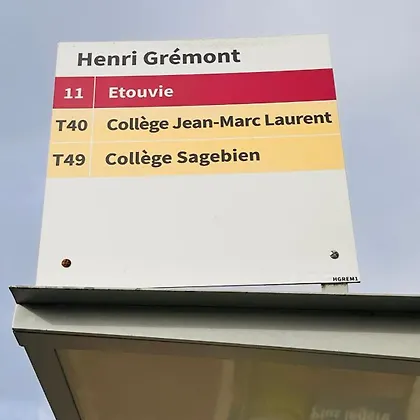 Henri Grémont
11 Etouvie
T40 Collège Jean-Marc Laurent
T49 Collège Sagebien
HGREM1